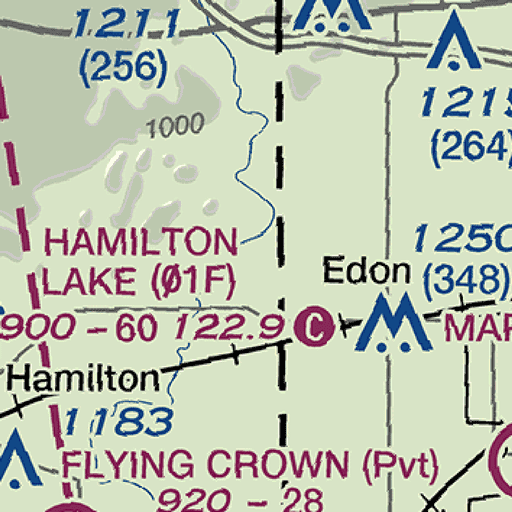 1211
(256)
1215
(264)
1000
HAMILTON
LAKE (Ø1F)
900 - 60 122.9 C
1250
(348)
Edon
MAR
Hamilton
1183
FLYING CROWN (Pvt)
920 - 28